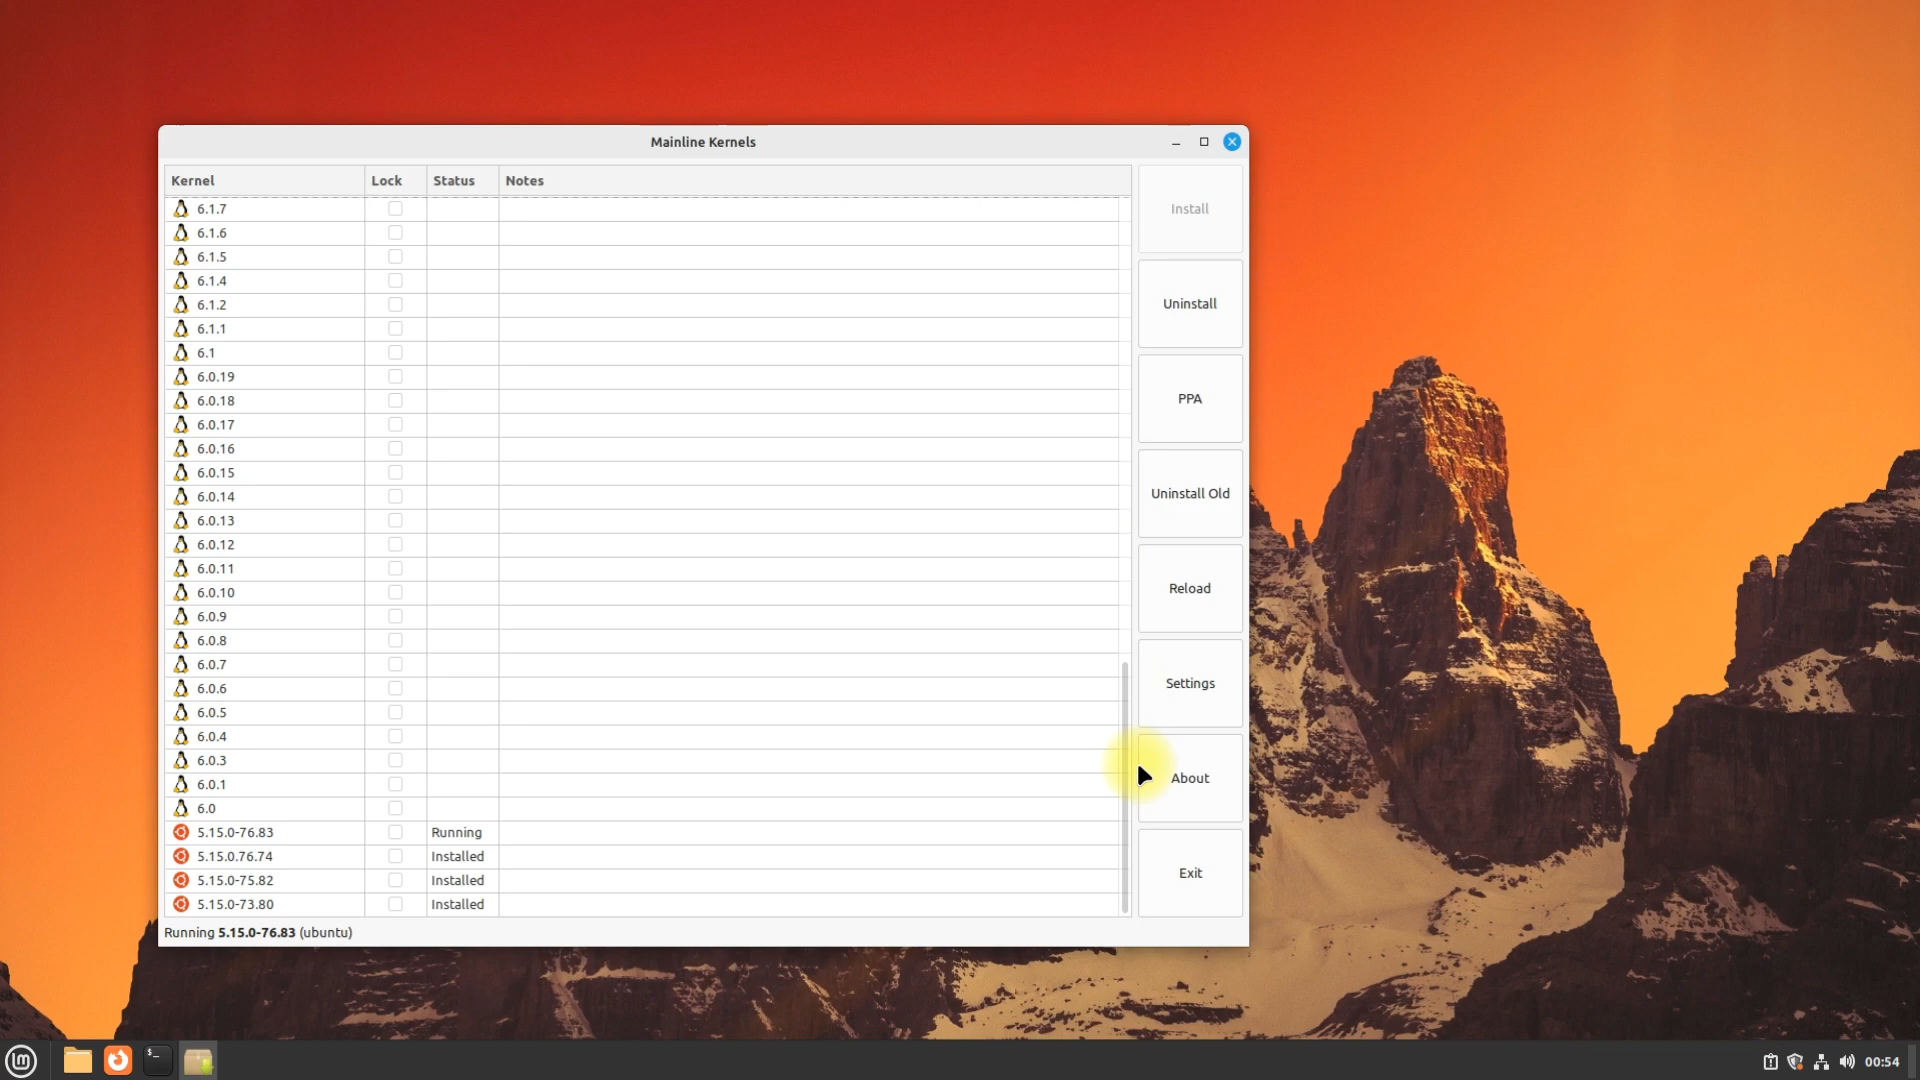 Mainline Kernels
Kernel Lock Status Notes
6.1.7
6.1.6
6.1.5
6.1.4
6.1.2
6.1.1
6.1
6.0.19
6.0.18
6.0.17
6.0.16
6.0.15
6.0.14
6.0.13
6.0.12
6.0.11
6.0.10
6.0.9
6.0.8
6.0.7
6.0.6
6.0.5
6.0.4
6.0.3
6.0.1
6.0
5.15.0-76.83 Running
5.15.0.76.74 Installed
5.15.0-75.82 Installed
5.15.0-73.80 Installed
Install
Uninstall
PPA
Uninstall Old
Reload
Settings
About
Exit
Running 5.15.0-76.83 (ubuntu)
lm
$_
00:54